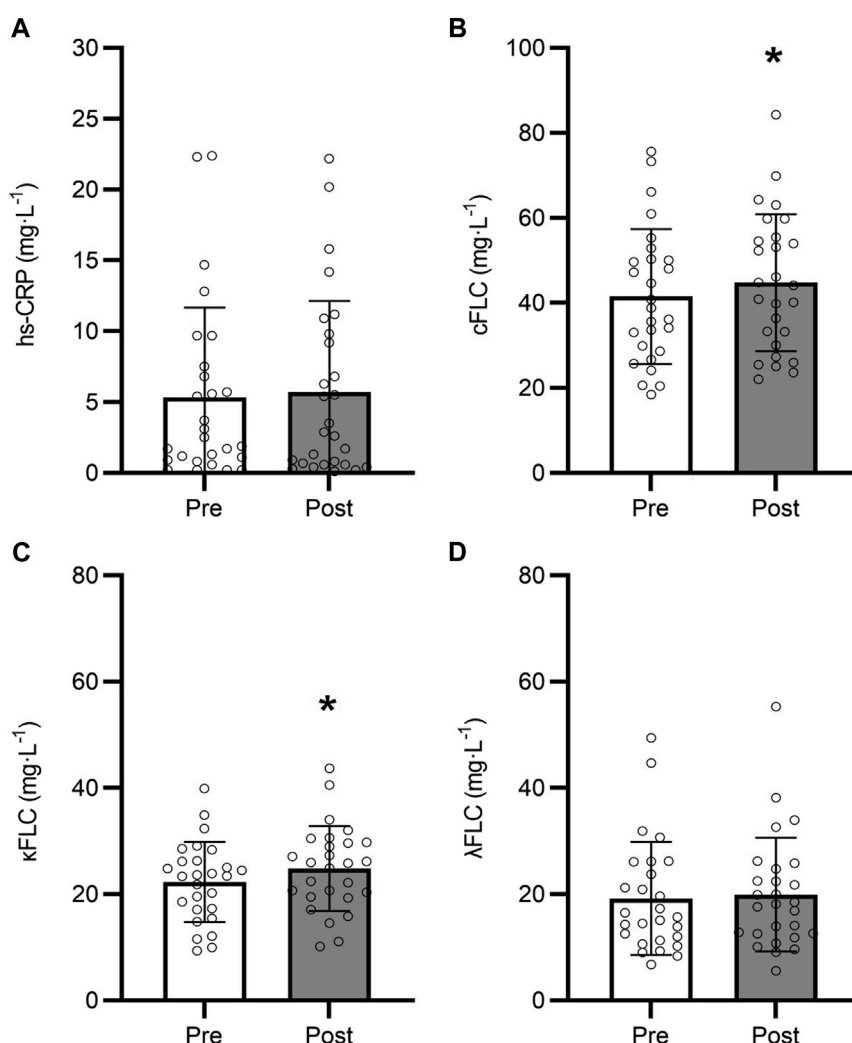 A
30
25
20
15
10
5
0
hs-CRP (mg·L⁻¹)
Pre Post
B
*
100
80
60
40
20
0
cFLC (mg·L⁻¹)
Pre Post
C
*
80
60
40
20
0
κFLC (mg·L⁻¹)
Pre Post
D
80
60
40
20
0
λFLC (mg·L⁻¹)
Pre Post